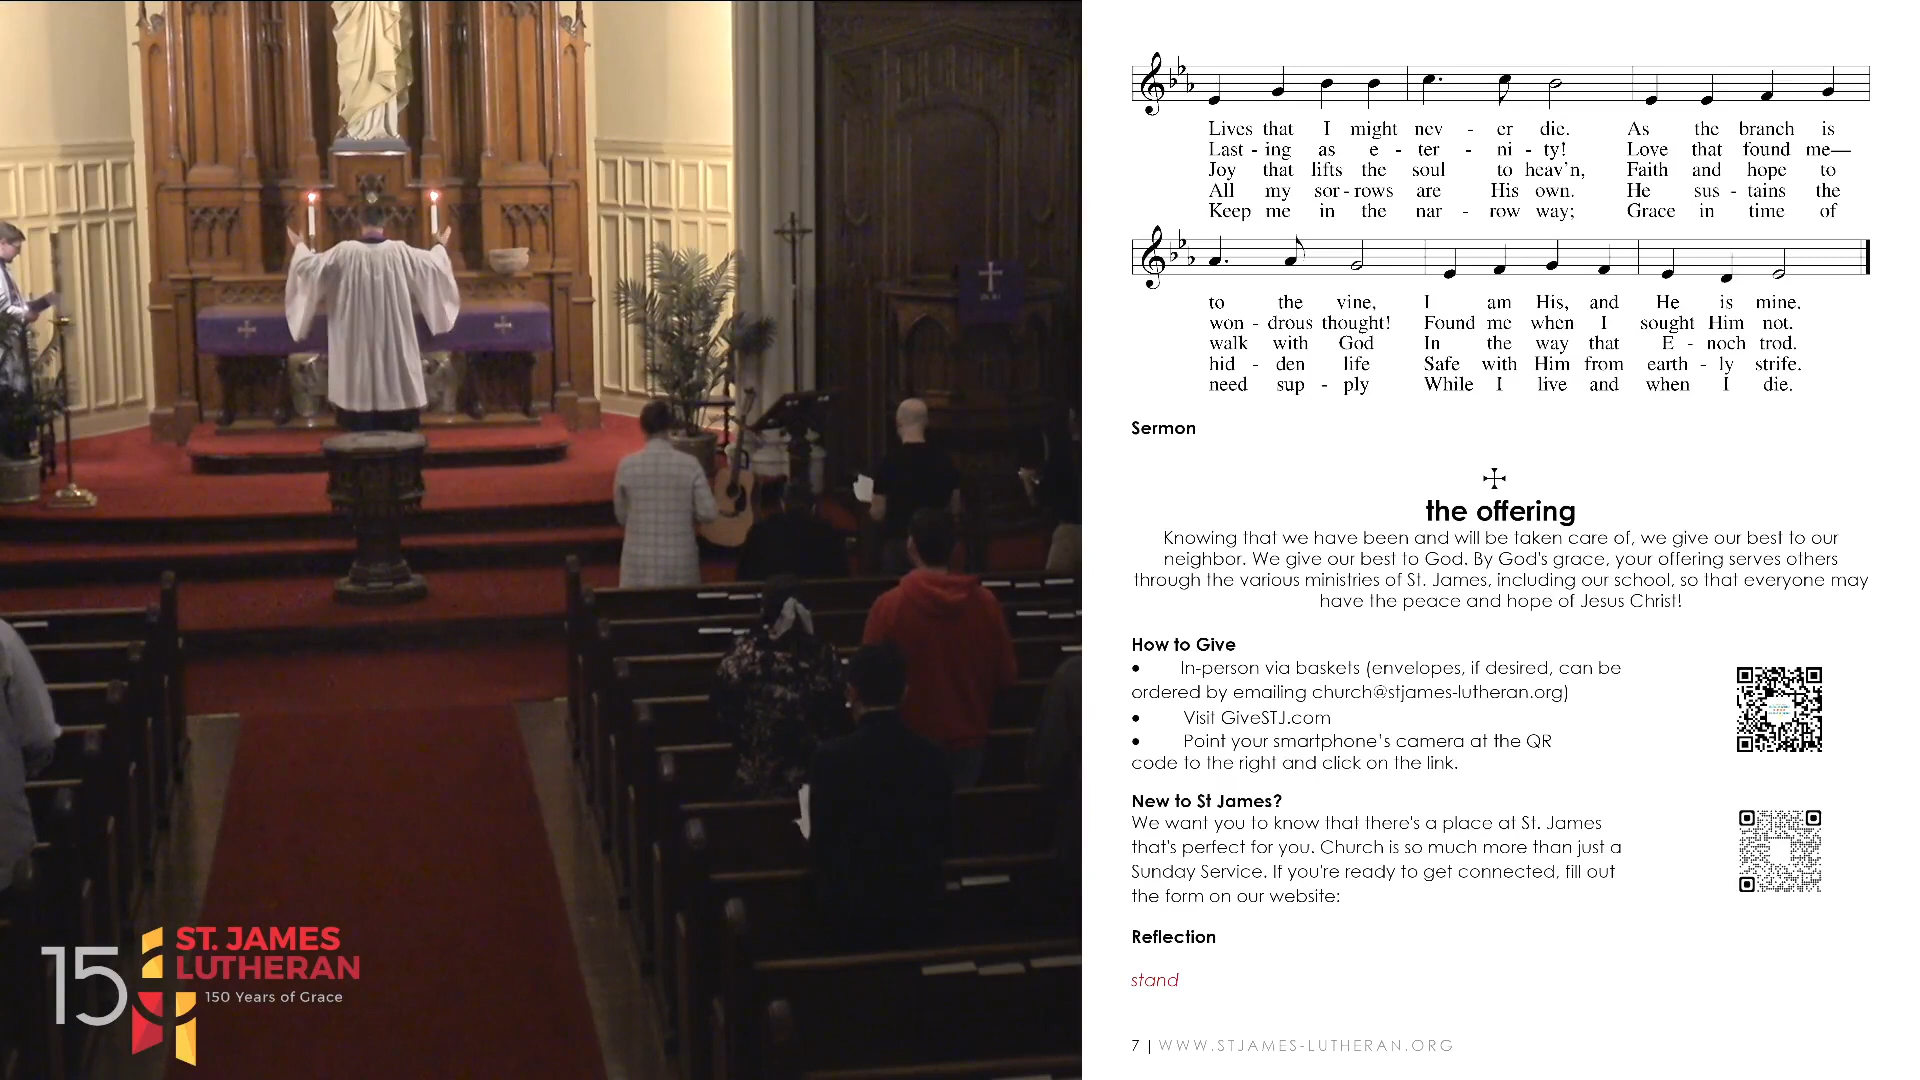 Lives that I might nev - er die. As the branch is
Last - ing as e - ter - ni - ty! Love that found me—
Joy that lifts the soul to heav'n, Faith and hope to
All my sor - rows are His own. He sus - tains the
Keep me in the nar - row way; Grace in time of
to the vine, I am His, and He is mine.
won - drous thought! Found me when I sought Him not.
walk with God In the way that E - noch trod.
hid - den life Safe with Him from earth - ly strife.
need sup - ply While I live and when I die.
Sermon
the offering
Knowing that we have been and will be taken care of, we give our best to our
neighbor. We give our best to God. By God's grace, your offering serves others
through the various ministries of St. James, including our school, so that everyone may
have the peace and hope of Jesus Christ!
How to Give
• In-person via baskets (envelopes, if desired, can be
ordered by emailing church@stjames-lutheran.org)
• Visit GiveSTJ.com
• Point your smartphone's camera at the QR
code to the right and click on the link.
New to St James?
We want you to know that there's a place at St. James
that's perfect for you. Church is so much more than just a
Sunday Service. If you're ready to get connected, fill out
the form on our website:
Reflection
stand
7 | WWW.STJAMES-LUTHERAN.ORG
150
ST. JAMES
LUTHERAN
150 Years of Grace